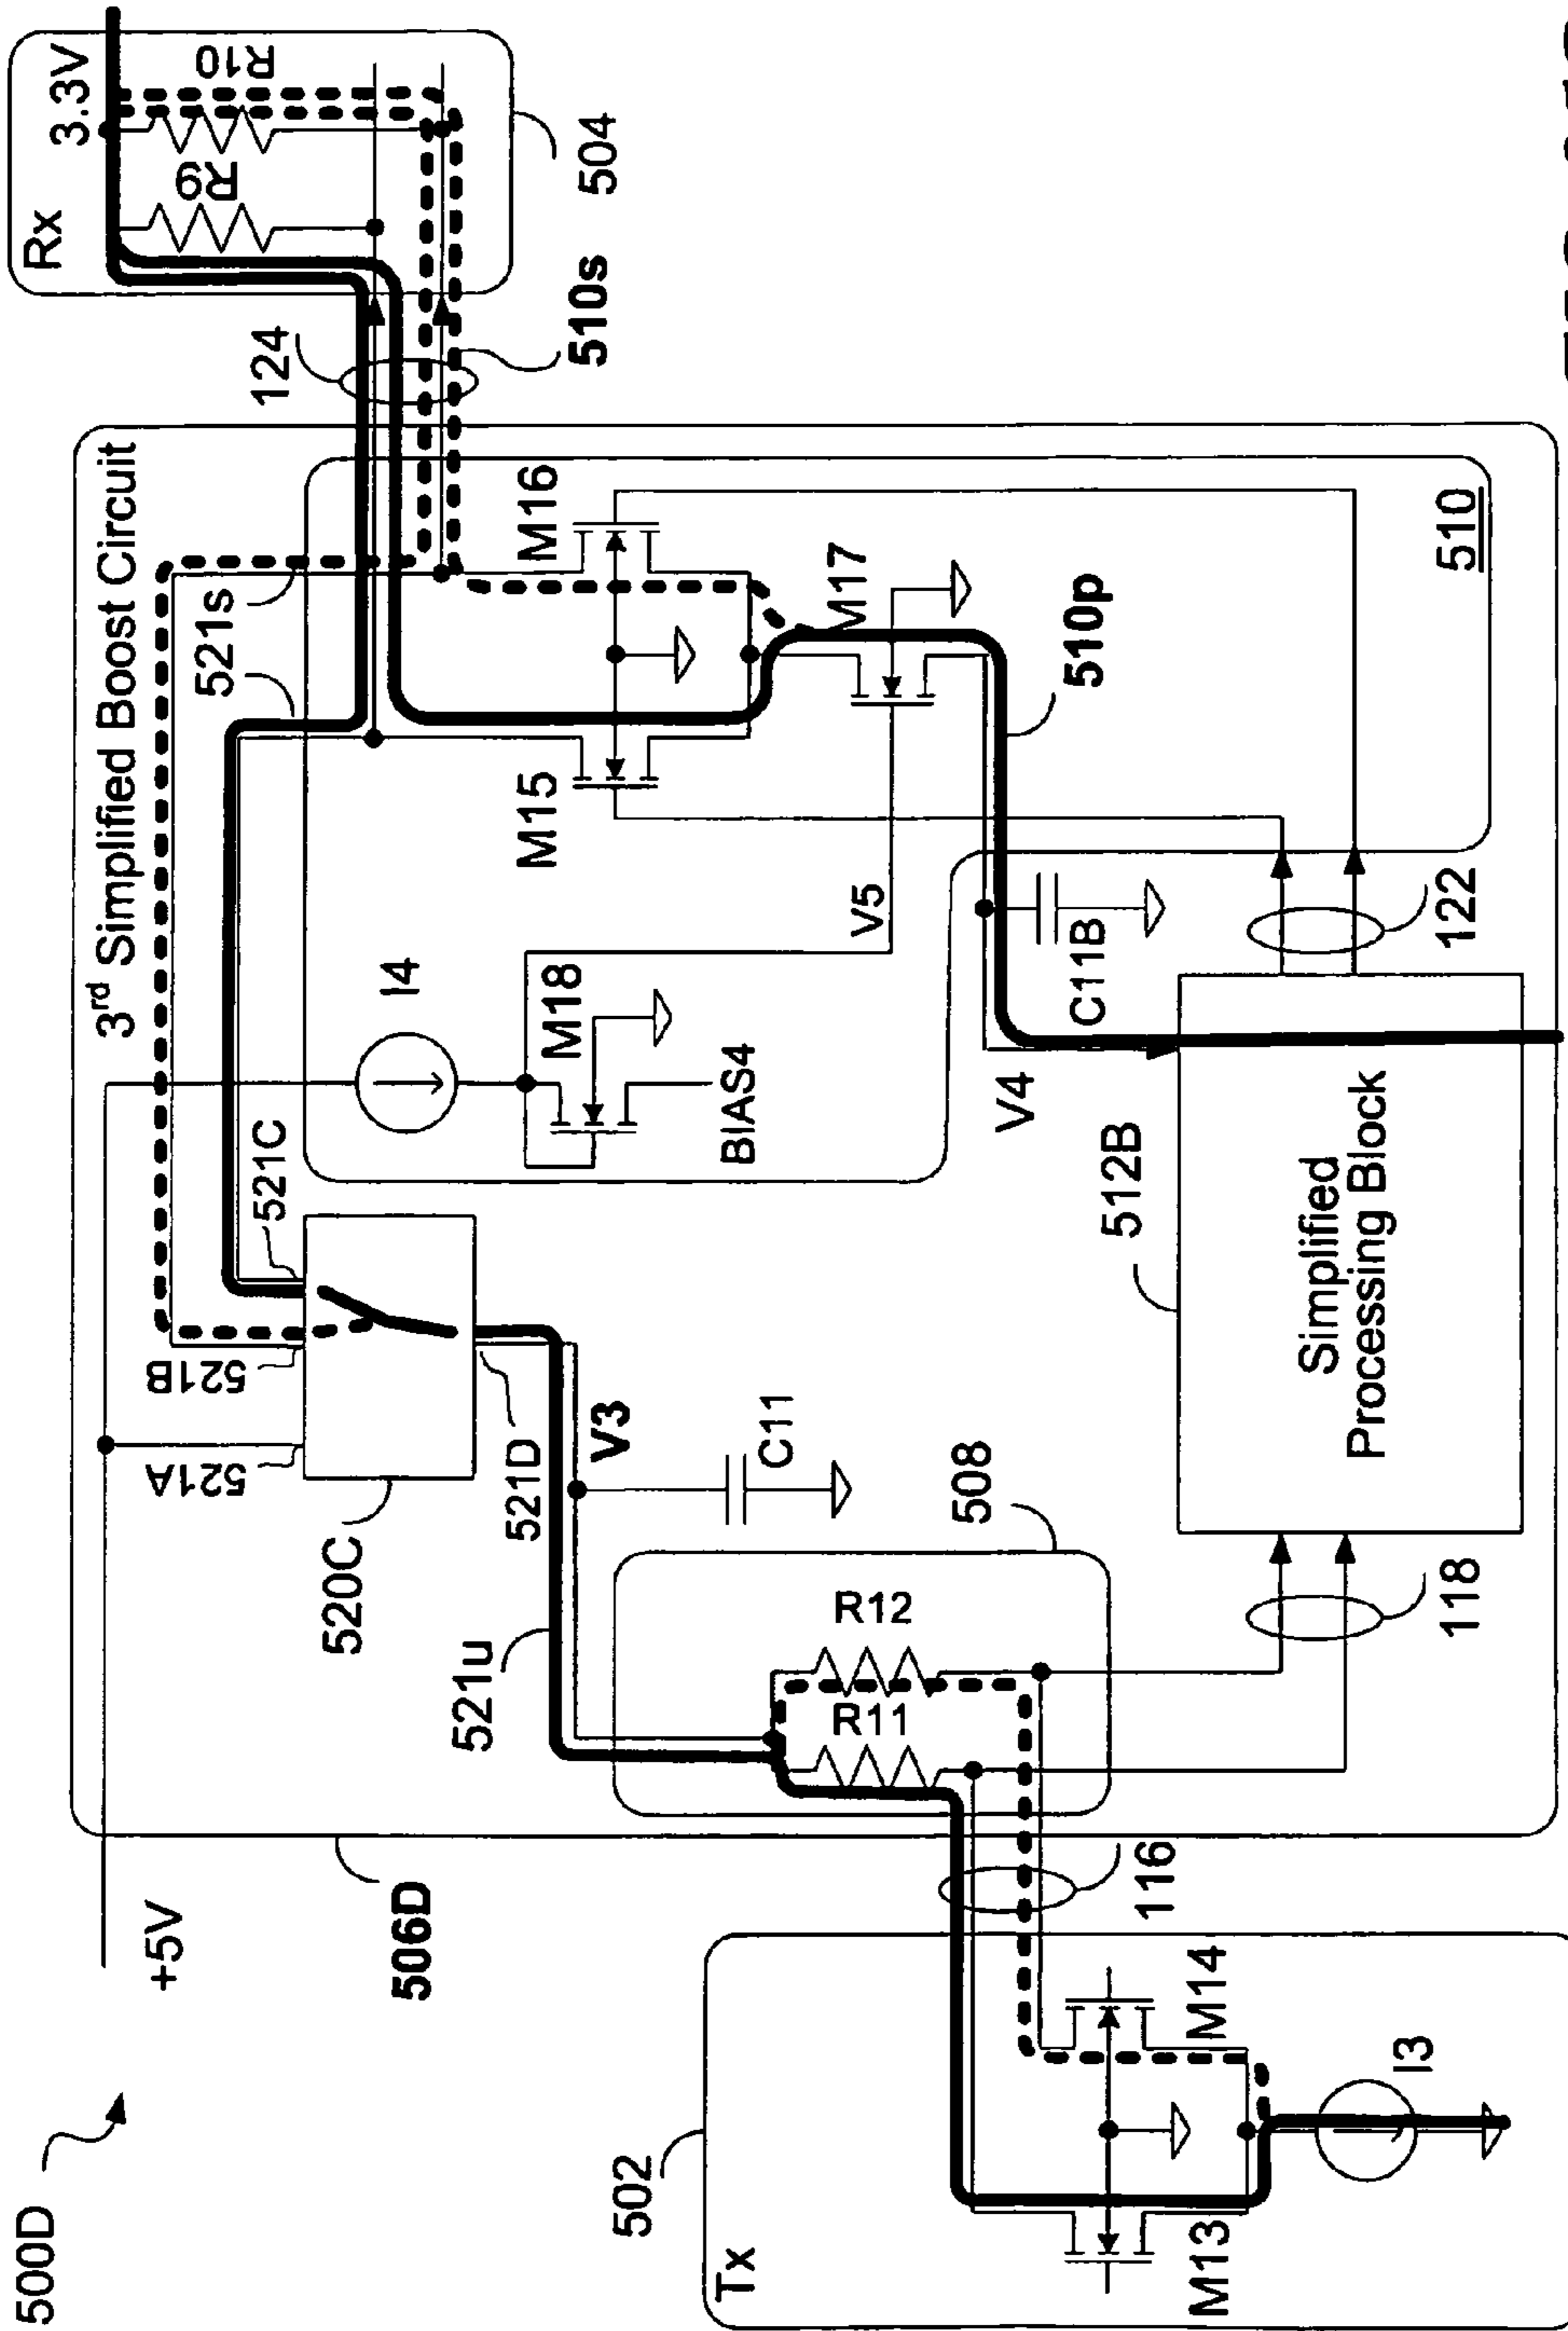 500D
+5V
3rd Simplified Boost Circuit
Rx
3.3V
R9
R10
504
124
510s
521s
521A
521B
521C
520C
521D
521u
V3
C11
506D
508
R12
R11
I4
M18
BIAS4
M15
M16
M17
V5
510p
510
C11B
V4
512B
Simplified
Processing Block
122
118
116
502
Tx
M13
M14
I3